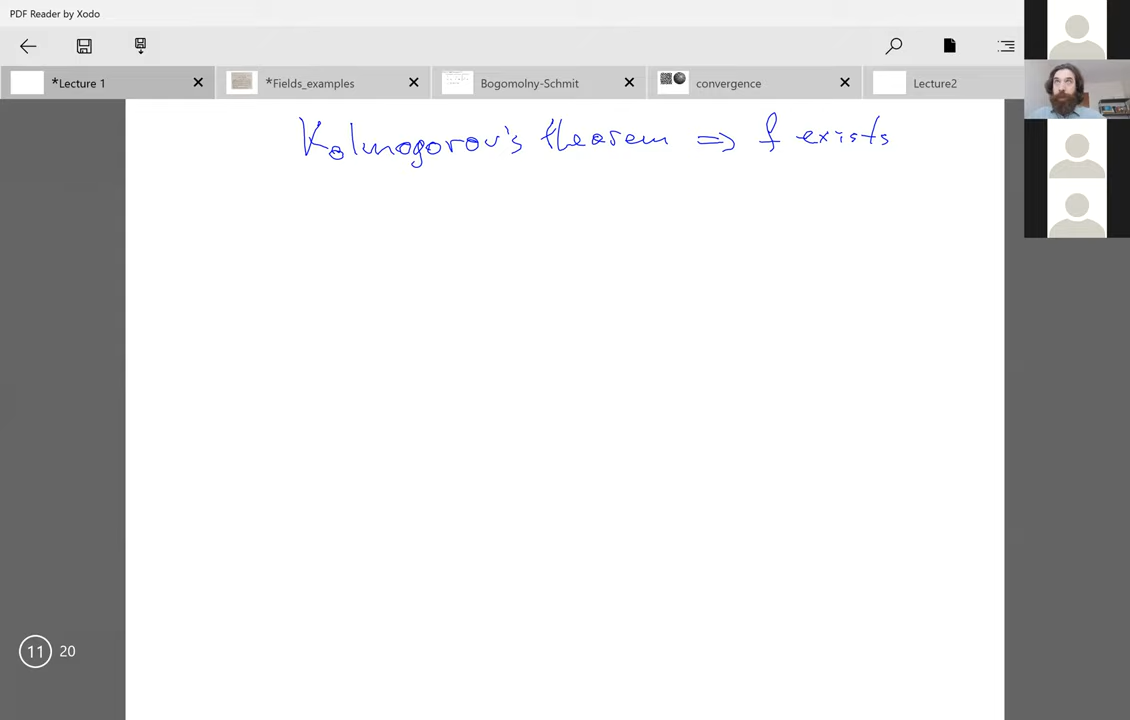 PDF Reader by Xodo
*Lecture 1
*Fields_examples
Bogomolny-Schmit
convergence
Lecture2
Kolmogorov's theorem ⇒ f exists
11 20